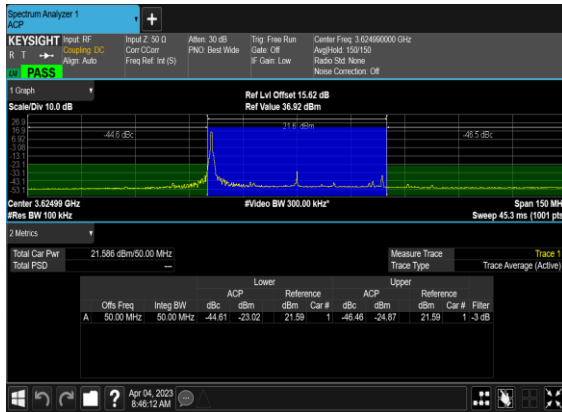 Spectrum Analyzer 1
ACP
+
KEYSIGHT Input: RF Input Z: 50 Ω Atten: 30 dB Trig: Free Run Center Freq: 3.624990000 GHz
R T Coupling: DC Corr CCorr PNO: Best Wide Gate: Off Avg|Hold: 150/150
Align: Auto Freq Ref: Int (S) IF Gain: Low Radio Std: None
LXI PASS Noise Correction: Off
1 Graph Ref Lvl Offset 15.62 dB
Scale/Div 10.0 dB Ref Value 36.92 dBm
26.9
16.9 -44.6 dBc 21.6 dBm -46.5 dBc
6.92
-3.08
-13.1
-23.1
-33.1
-43.1
-53.1
Center 3.62499 GHz #Video BW 300.00 kHz* Span 150 MH
#Res BW 100 kHz Sweep 45.3 ms (1001 pts
2 Metrics
Total Car Pwr 21.586 dBm/50.00 MHz Measure Trace Trace 1
Total PSD --- Trace Type Trace Average (Active)
Lower Upper
ACP Reference ACP Reference
Offs Freq Integ BW dBc dBm dBm Car # dBc dBm dBm Car # Filter
A 50.00 MHz 50.00 MHz -44.61 -23.02 21.59 1 -46.46 -24.87 21.59 1 -3 dB
? Apr 04, 2023
8:46:12 AM